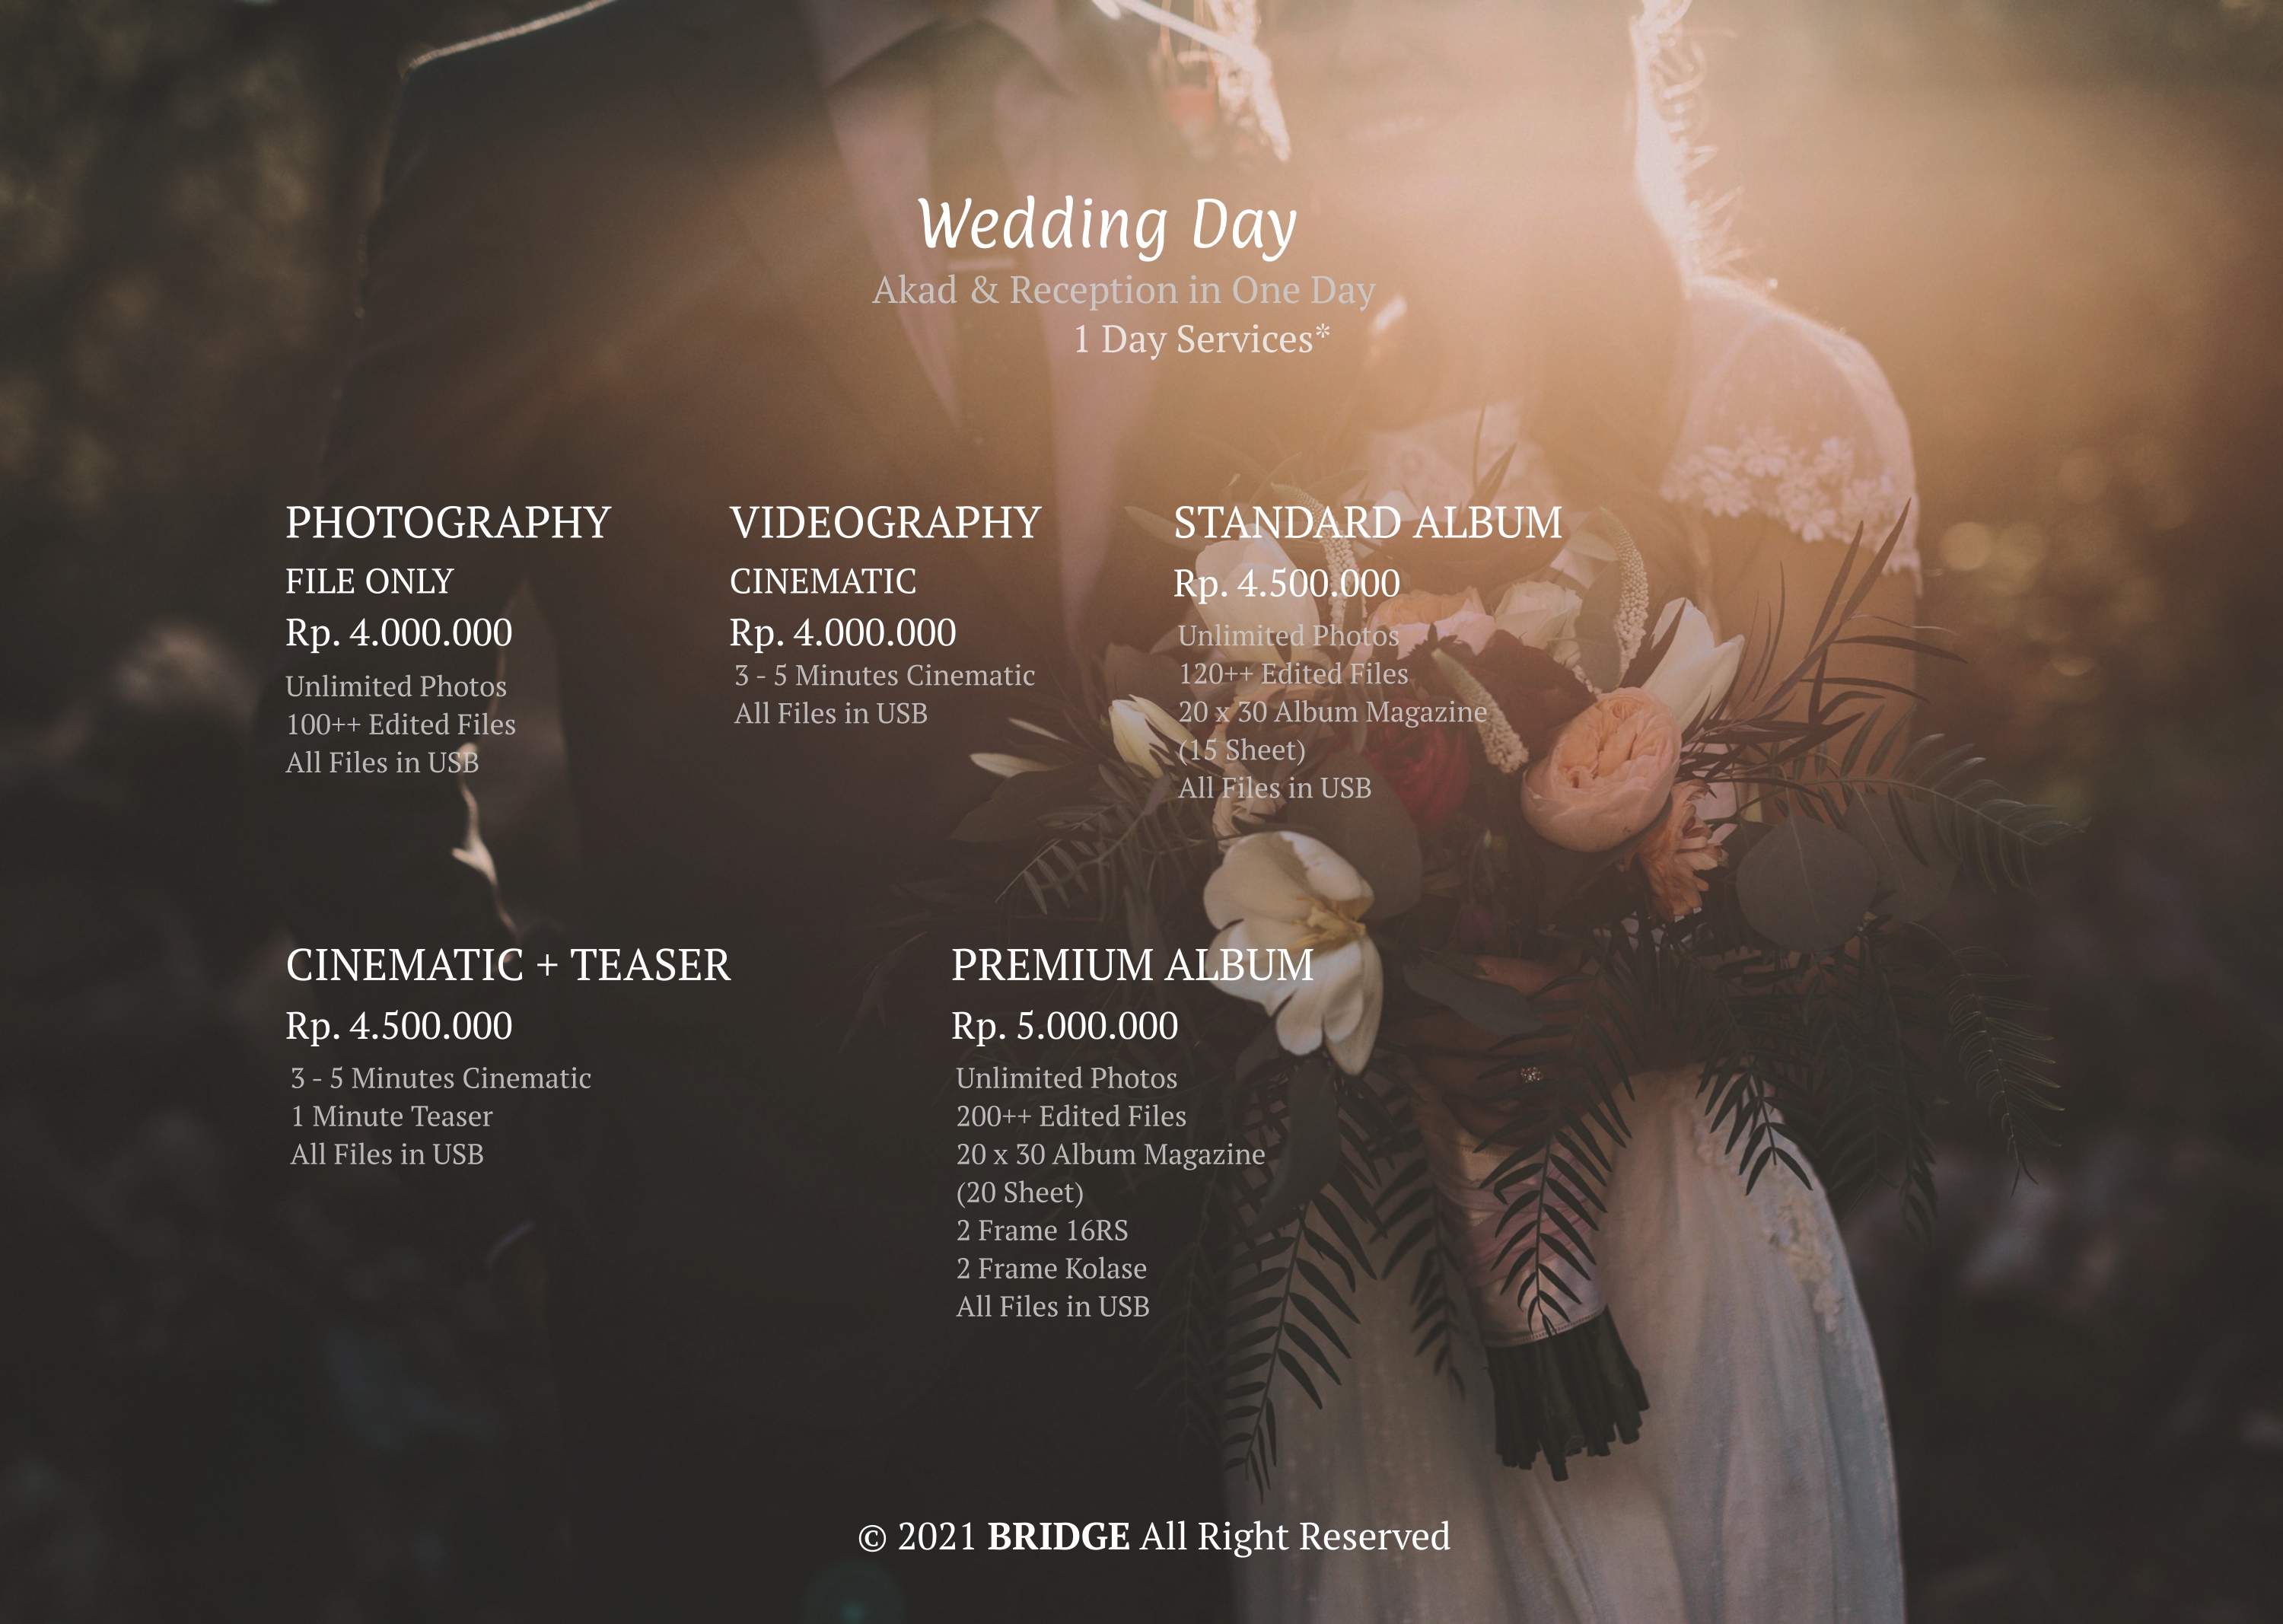 Wedding Day
Akad & Reception in One Day
1 Day Services*
PHOTOGRAPHY
FILE ONLY
Rp. 4.000.000
Unlimited Photos
100++ Edited Files
All Files in USB
VIDEOGRAPHY
CINEMATIC
Rp. 4.000.000
3 - 5 Minutes Cinematic
All Files in USB
STANDARD ALBUM
Rp. 4.500.000
Unlimited Photos
120++ Edited Files
20 x 30 Album Magazine
(15 Sheet)
All Files in USB
CINEMATIC + TEASER
Rp. 4.500.000
3 - 5 Minutes Cinematic
1 Minute Teaser
All Files in USB
PREMIUM ALBUM
Rp. 5.000.000
Unlimited Photos
200++ Edited Files
20 x 30 Album Magazine
(20 Sheet)
2 Frame 16RS
2 Frame Kolase
All Files in USB
© 2021 BRIDGE All Right Reserved